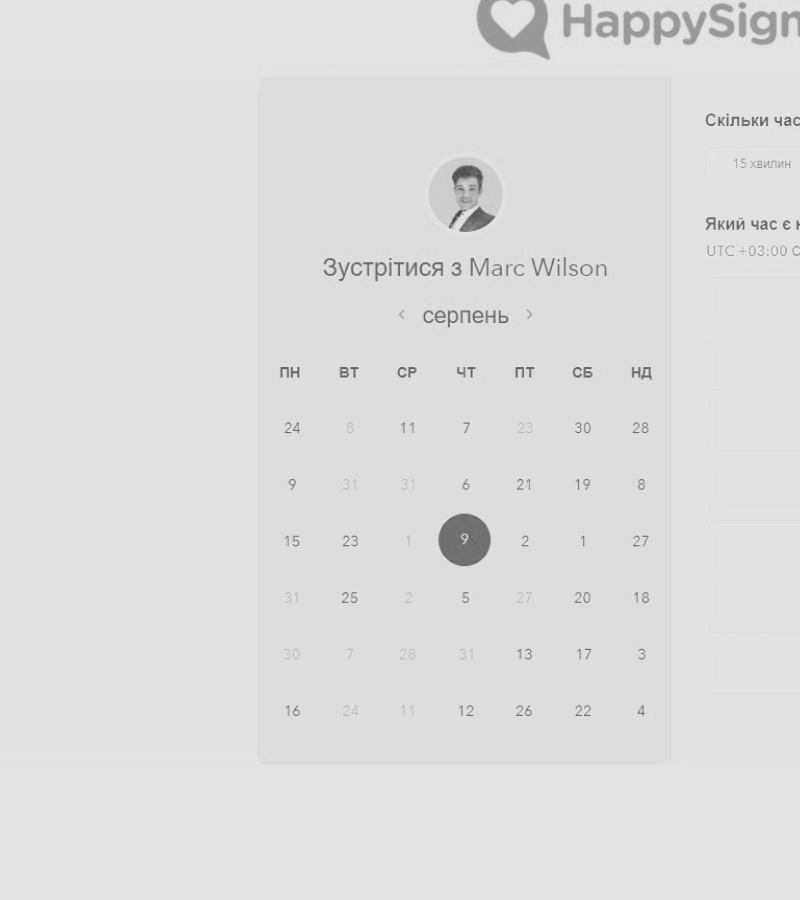 HappySign
Зустрітися з Marc Wilson
< серпень >
ПН ВТ СР ЧТ ПТ СБ НД
24 8 11 7 23 30 28
9 31 31 6 21 19 8
15 23 1 9 2 1 27
31 25 2 5 27 20 18
30 7 28 31 13 17 3
16 24 11 12 26 22 4
Скільки час
15 хвилин
Який час є
UTC +03:00